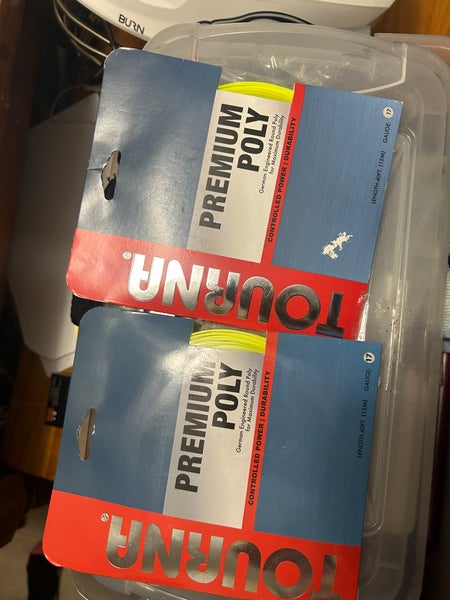 BURN
PREMIUM
POLY
German Engineered Round Poly
for Maximum Durability
CONTROLLED POWER | DURABILITY
LENGTH: 40FT. (12M) GAUGE: 17
TOURNA®
PREMIUM
POLY
German Engineered Round Poly
for Maximum Durability
CONTROLLED POWER | DURABILITY
LENGTH: 40FT. (12M) GAUGE: 17
TOURNA®